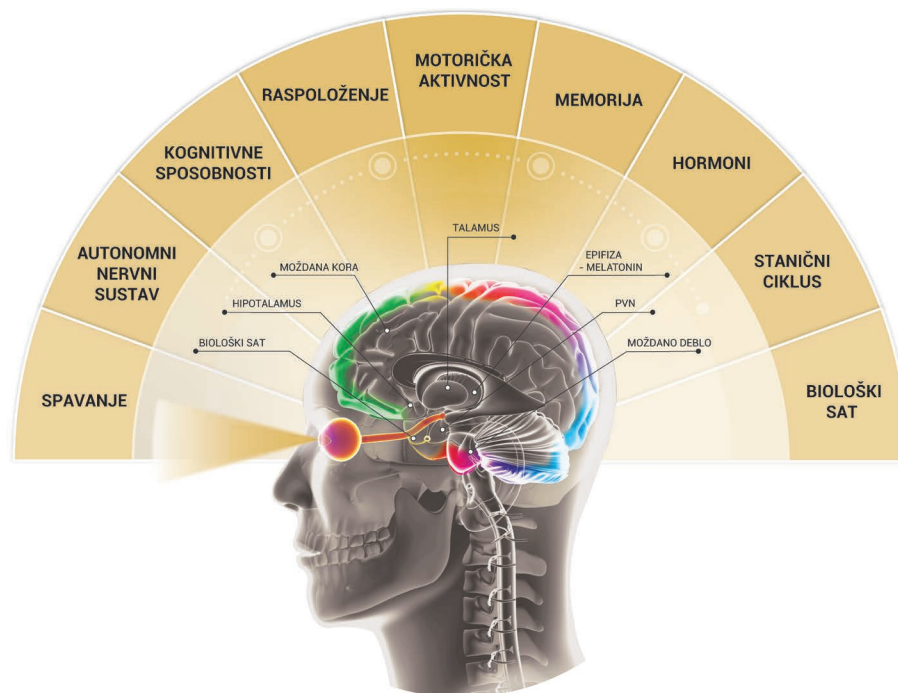 SPAVANJE
AUTONOMNI
NERVNI
SUSTAV
KOGNITIVNE
SPOSOBNOSTI
RASPOLOŽENJE
MOTORIČKA
AKTIVNOST
MEMORIJA
HORMONI
STANIČNI
CIKLUS
BIOLOŠKI
SAT
TALAMUS
MOŽDANA KORA
HIPOTALAMUS
BIOLOŠKI SAT
EPIFIZA
- MELATONIN
PVN
MOŽDANO DEBLO